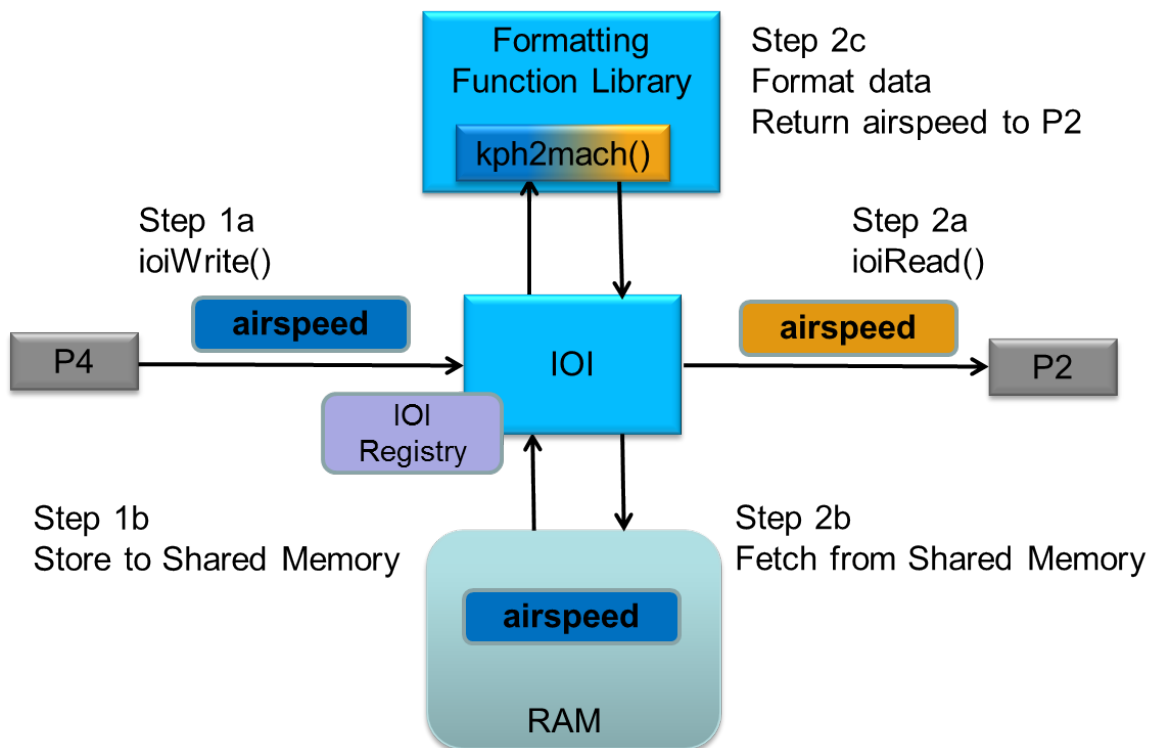 Formatting
Function Library
kph2mach()
Step 2c
Format data
Return airspeed to P2
Step 1a
ioiWrite()
Step 2a
ioiRead()
airspeed
airspeed
P4
IOI
P2
IOI
Registry
Step 1b
Store to Shared Memory
Step 2b
Fetch from Shared Memory
airspeed
RAM